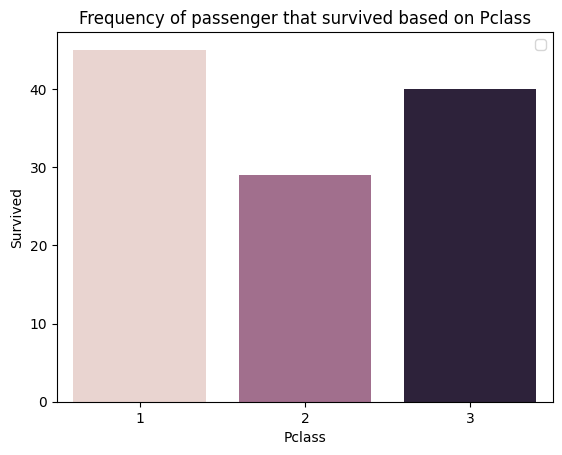 Frequency of passenger that survived based on Pclass
40
30
20
10
0
Survived
1 2 3
Pclass